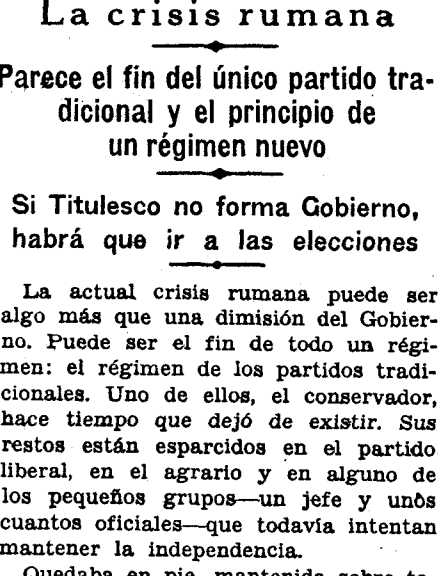 La crisis rumana
Parece el fin del único partido tra-
dicional y el principio de
un régimen nuevo
Si Titulesco no forma Gobierno,
habrá que ir a las elecciones
La actual crisis rumana puede ser
algo más que una dimisión del Gobier-
no. Puede ser el fin de todo un régi-
men: el régimen de los partidos tradi-
cionales. Uno de ellos, el conservador,
hace tiempo que dejó de existir. Sus
restos están esparcidos en el partido
liberal, en el agrario y en alguno de
los pequeños grupos—un jefe y unos
cuantos oficiales—que todavía intentan
mantener la independencia.
Quedaba en pie, mantenida sobre